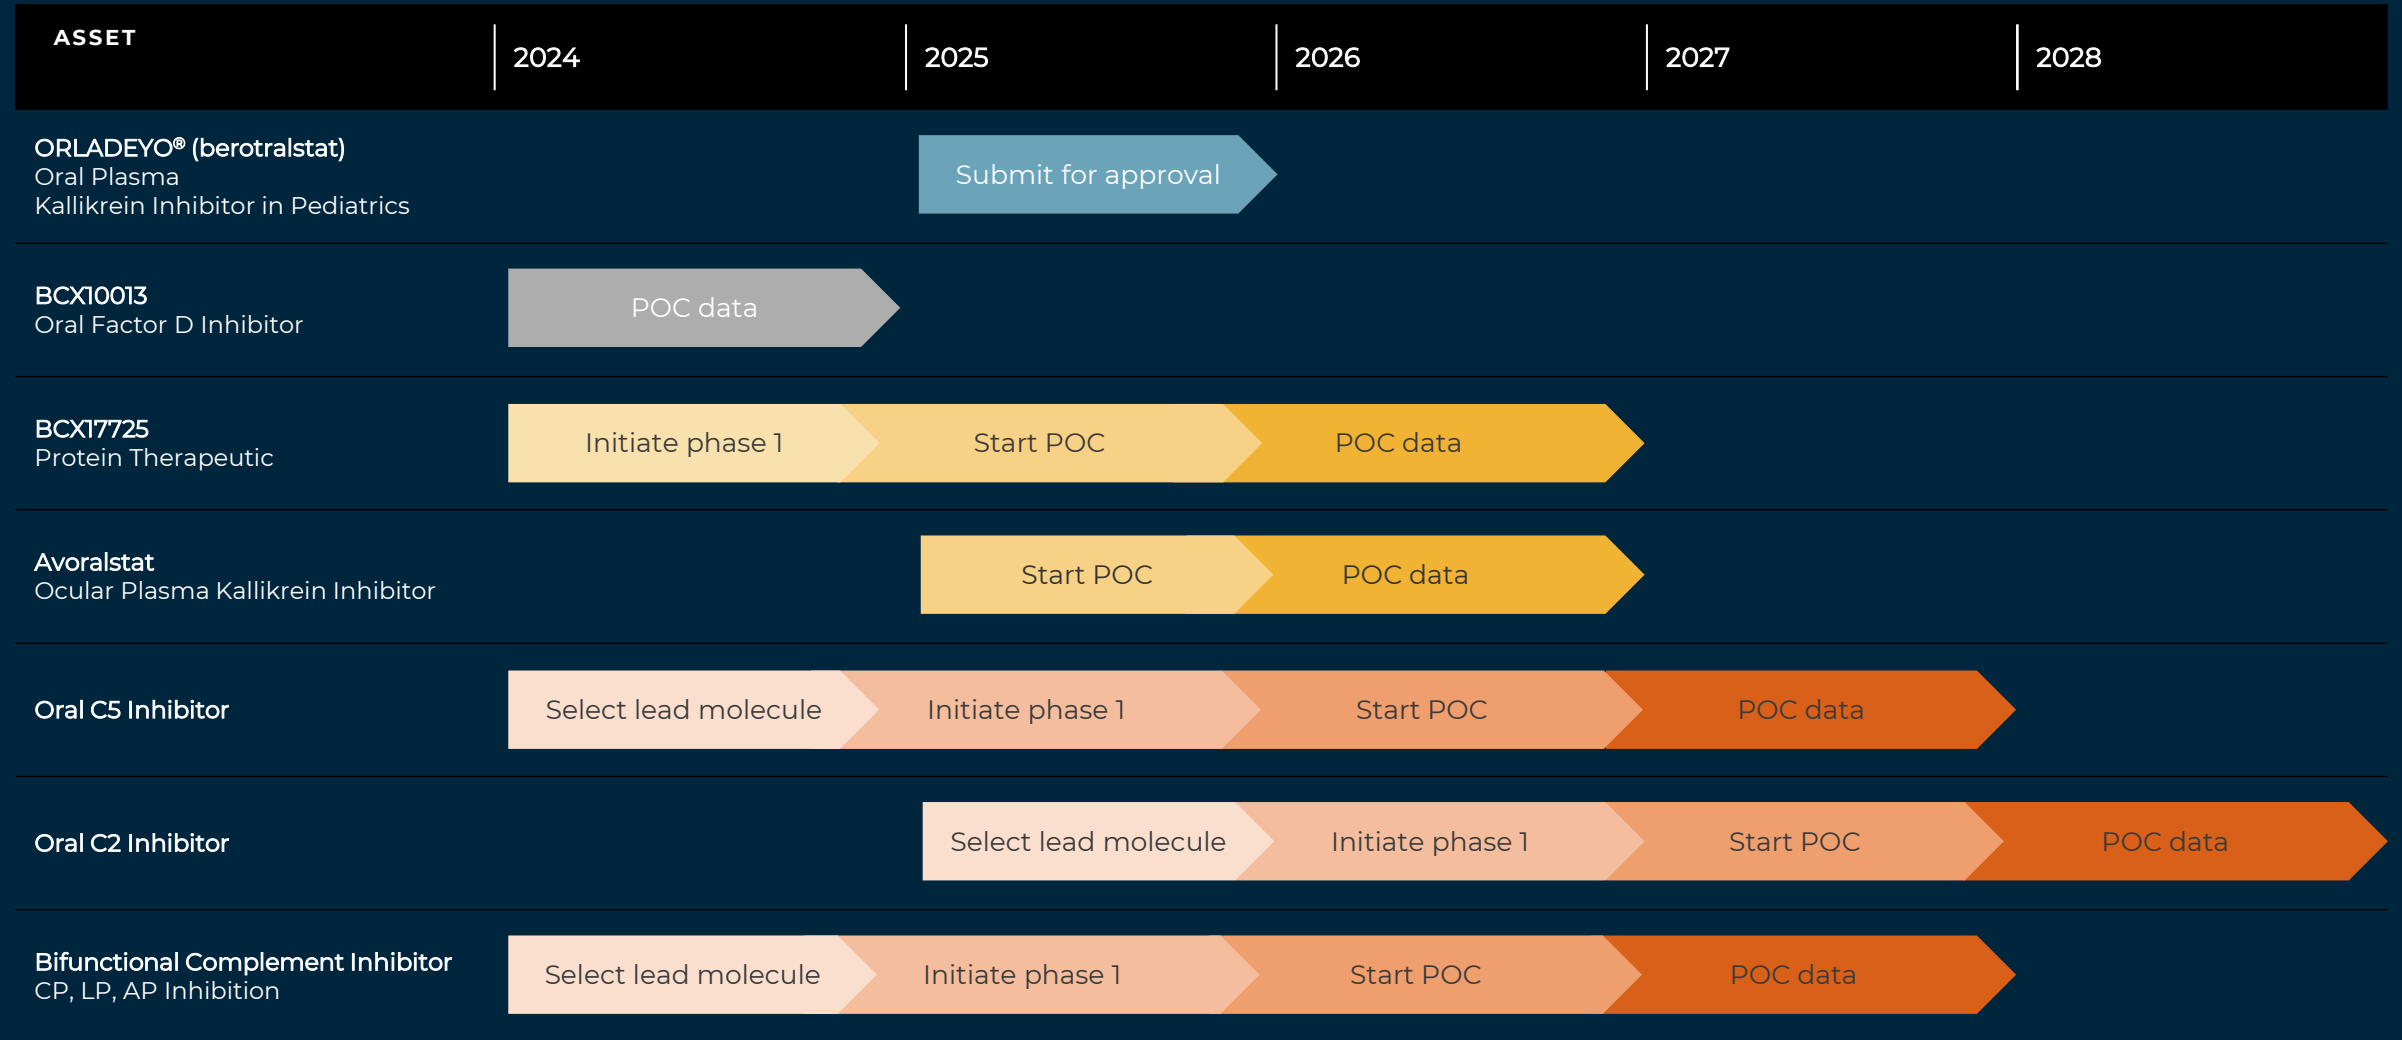 ASSET
2024
2025
2026
2027
2028
ORLADEYO® (berotralstat)
Oral Plasma
Kallikrein Inhibitor in Pediatrics
Submit for approval
BCX10013
Oral Factor D Inhibitor
POC data
BCX17725
Protein Therapeutic
Initiate phase 1
Start POC
POC data
Avoralstat
Ocular Plasma Kallikrein Inhibitor
Start POC
POC data
Oral C5 Inhibitor
Select lead molecule
Initiate phase 1
Start POC
POC data
Oral C2 Inhibitor
Select lead molecule
Initiate phase 1
Start POC
POC data
Bifunctional Complement Inhibitor
CP, LP, AP Inhibition
Select lead molecule
Initiate phase 1
Start POC
POC data